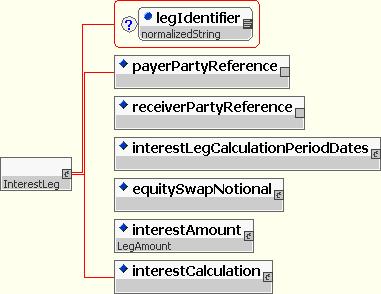 legIdentifier
normalizedString
payerPartyReference
receiverPartyReference
interestLegCalculationPeriodDates
InterestLeg
equitySwapNotional
interestAmount
LegAmount
interestCalculation